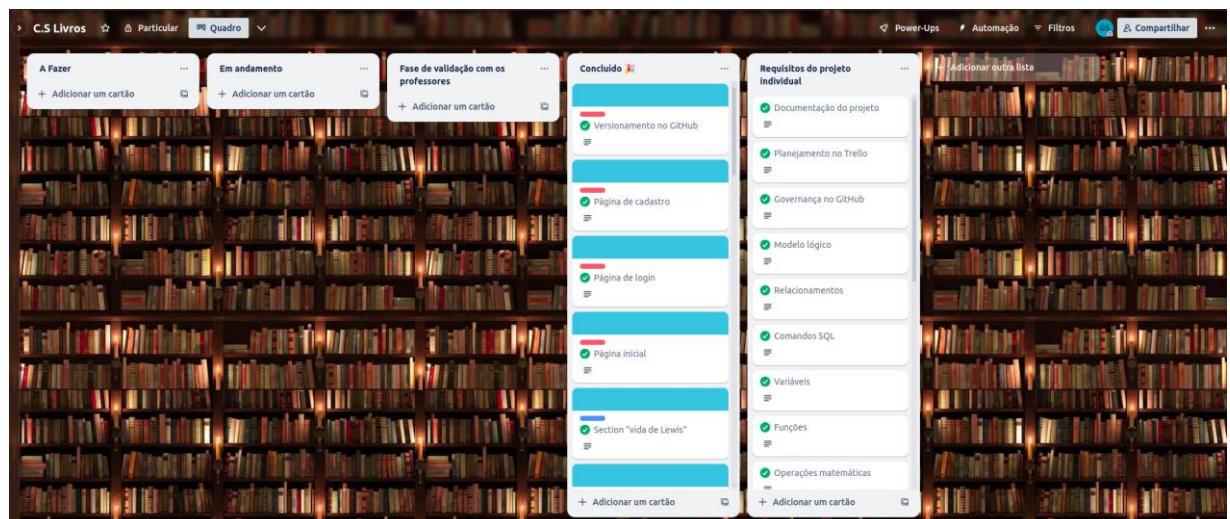 C.S Livros
Particular
Quadro
Power-Ups
Automação
Filtros
GS
Compartilhar
A Fazer
+ Adicionar um cartão
Em andamento
+ Adicionar um cartão
Fase de validação com os
professores
+ Adicionar um cartão
Concluído 🎉
Versionamento no GitHub
Página de cadastro
Página de login
Página inicial
Section "vida de Lewis"
+ Adicionar um cartão
Requisitos do projeto
individual
Documentação do projeto
Planejamento no Trello
Governança no GitHub
Modelo lógico
Relacionamentos
Comandos SQL
Variáveis
Funções
Operações matemáticas
+ Adicionar um cartão
+ Adicionar outra lista